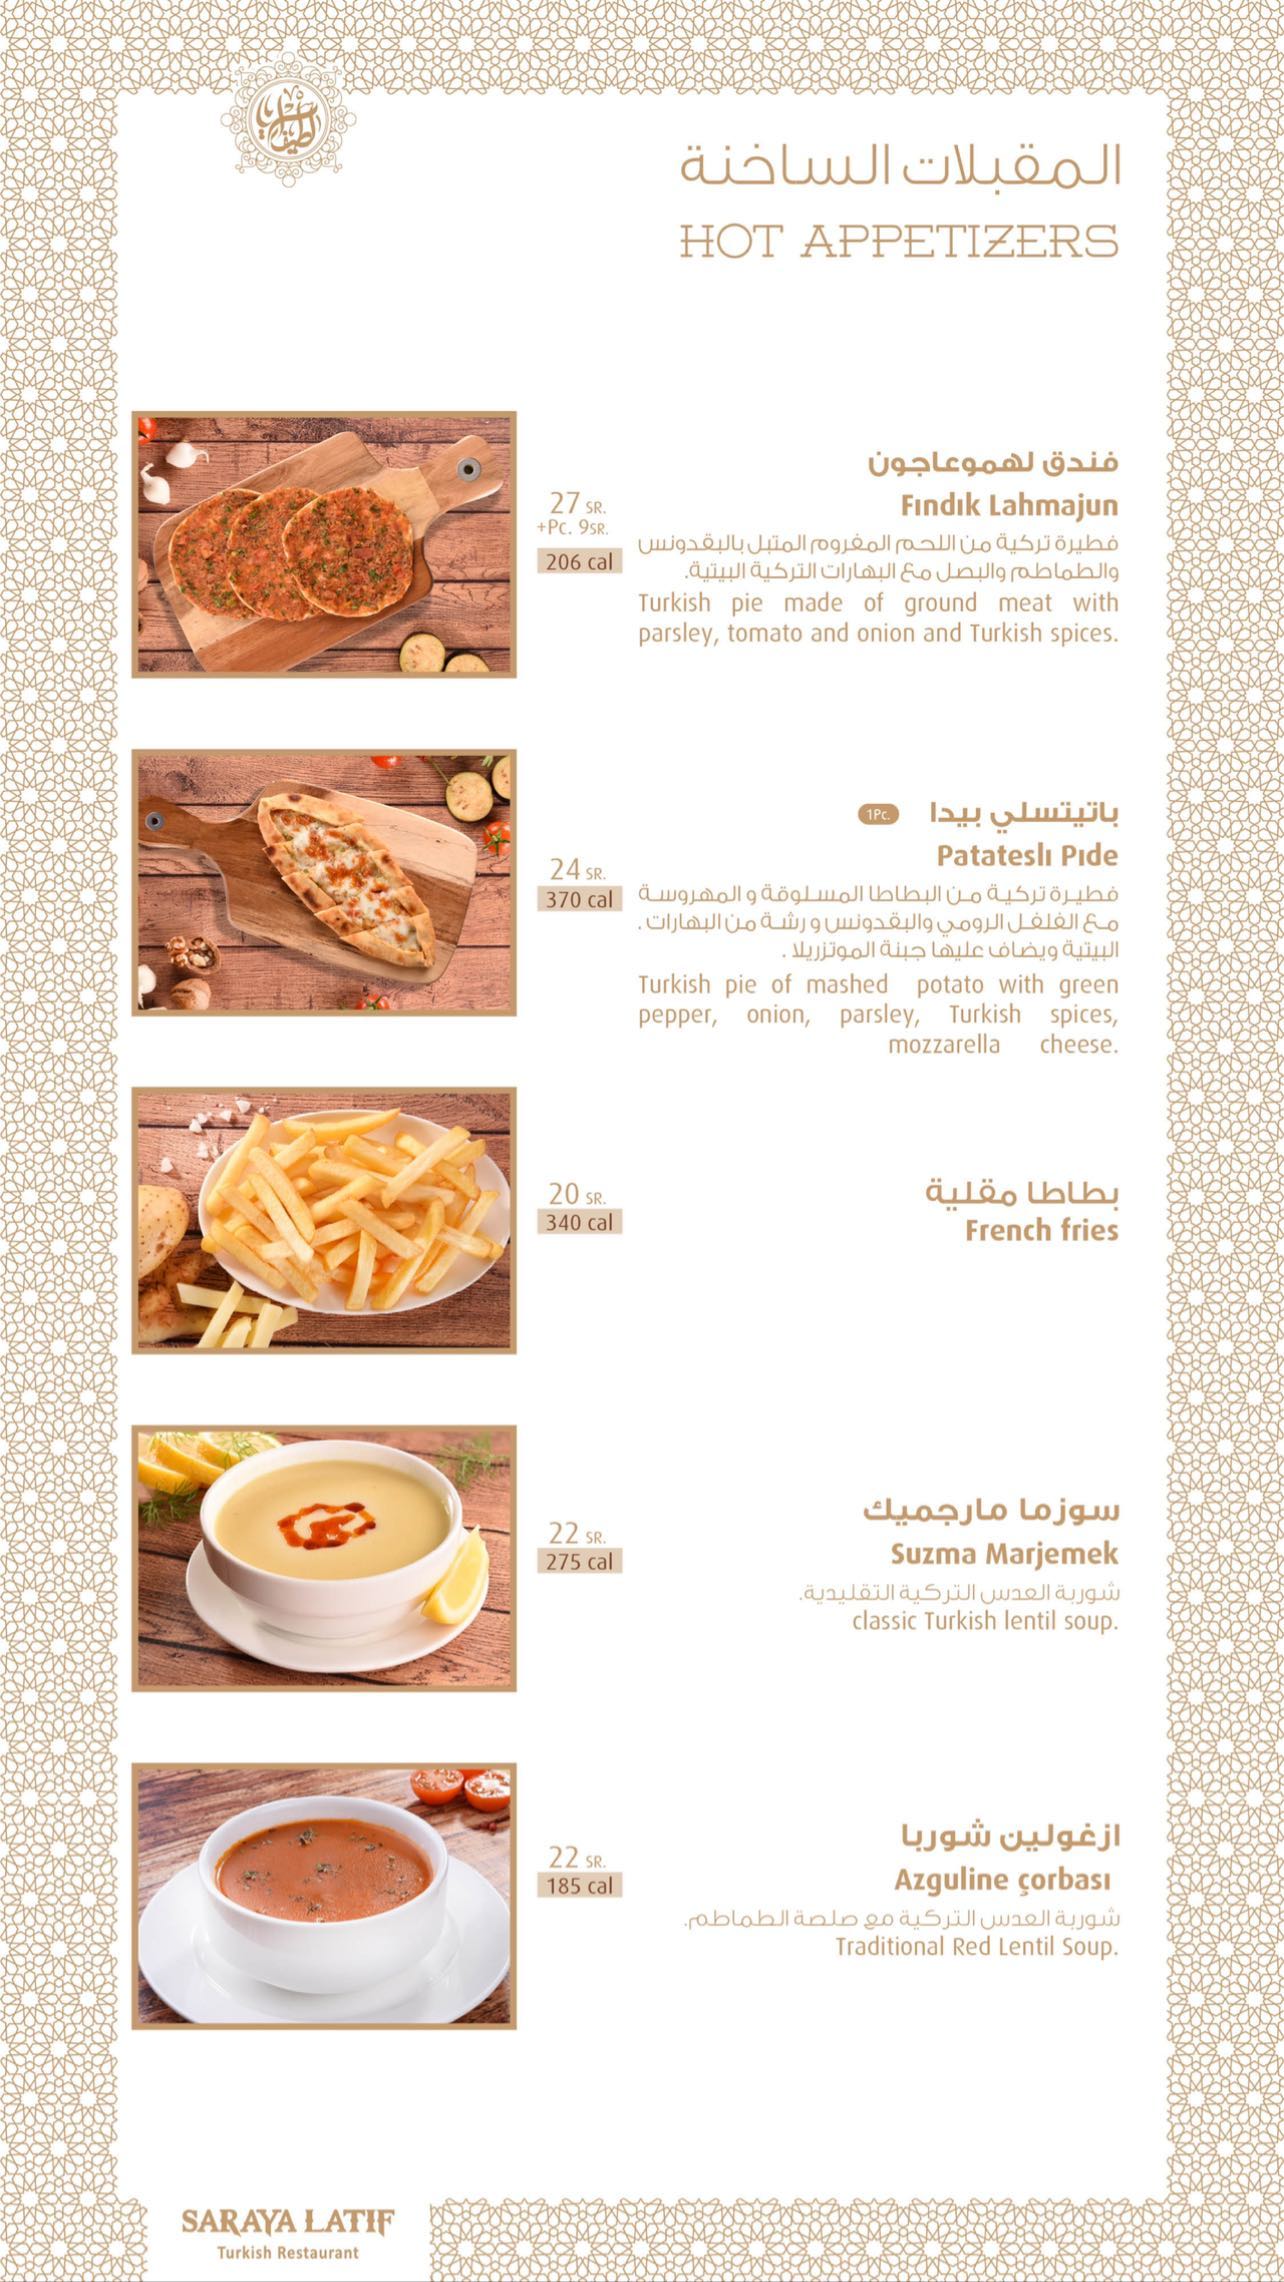 المقبلات الساخنة
HOT APPETIZERS
فندق لهموعاجون
Fındık Lahmajun
27 SR.
+Pc. 9SR.
206 cal
فطيرة تركية من اللحم المفروم المتبل بالبقدونس
والطماطم والبصل مع البهارات التركية البيتية.
Turkish pie made of ground meat with
parsley, tomato and onion and Turkish spices.
باتيتسلي بيدا 1Pc.
Patateslı Pıde
24 SR.
370 cal
فطيرة تركية من البطاطا المسلوقة و المهروسة
مع الفلفل الرومي والبقدونس و رشة من البهارات .
البيتية ويضاف عليها جبنة الموتزريلا .
Turkish pie of mashed potato with green
pepper, onion, parsley, Turkish spices,
mozzarella cheese.
بطاطا مقلية
French fries
20 SR.
340 cal
سوزما مارجميك
Suzma Marjemek
22 SR.
275 cal
شوربة العدس التركية التقليدية.
classic Turkish lentil soup.
ازغولين شوربا
Azguline çorbası
22 SR.
185 cal
شوربة العدس التركية مع صلصة الطماطم.
Traditional Red Lentil Soup.
SARAYA LATIF
Turkish Restaurant